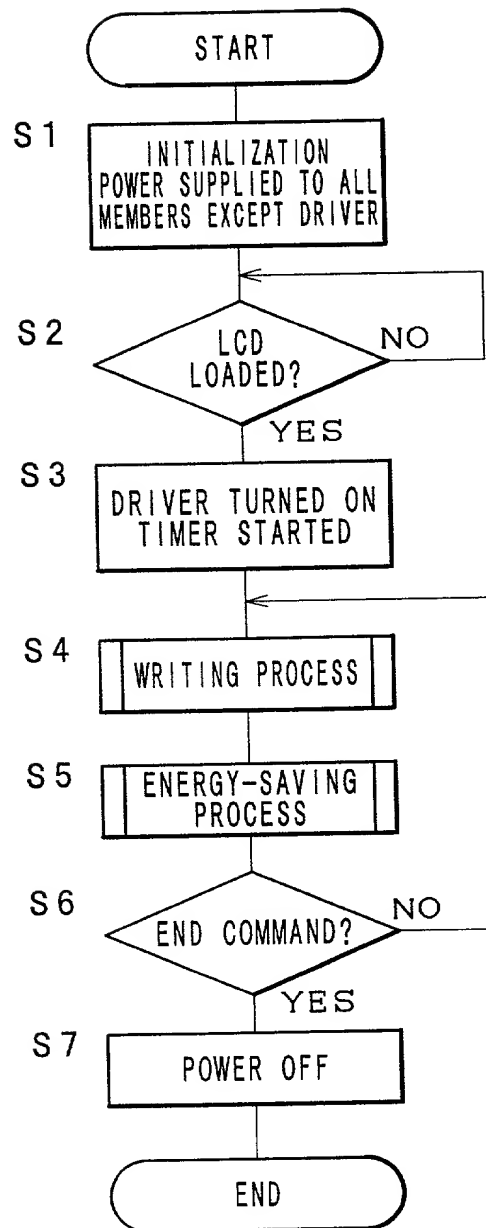 START
S1
INITIALIZATION
POWER SUPPLIED TO ALL
MEMBERS EXCEPT DRIVER
S2
LCD
LOADED?
NO
YES
S3
DRIVER TURNED ON
TIMER STARTED
S4
WRITING PROCESS
S5
ENERGY-SAVING
PROCESS
S6
END COMMAND?
NO
YES
S7
POWER OFF
END